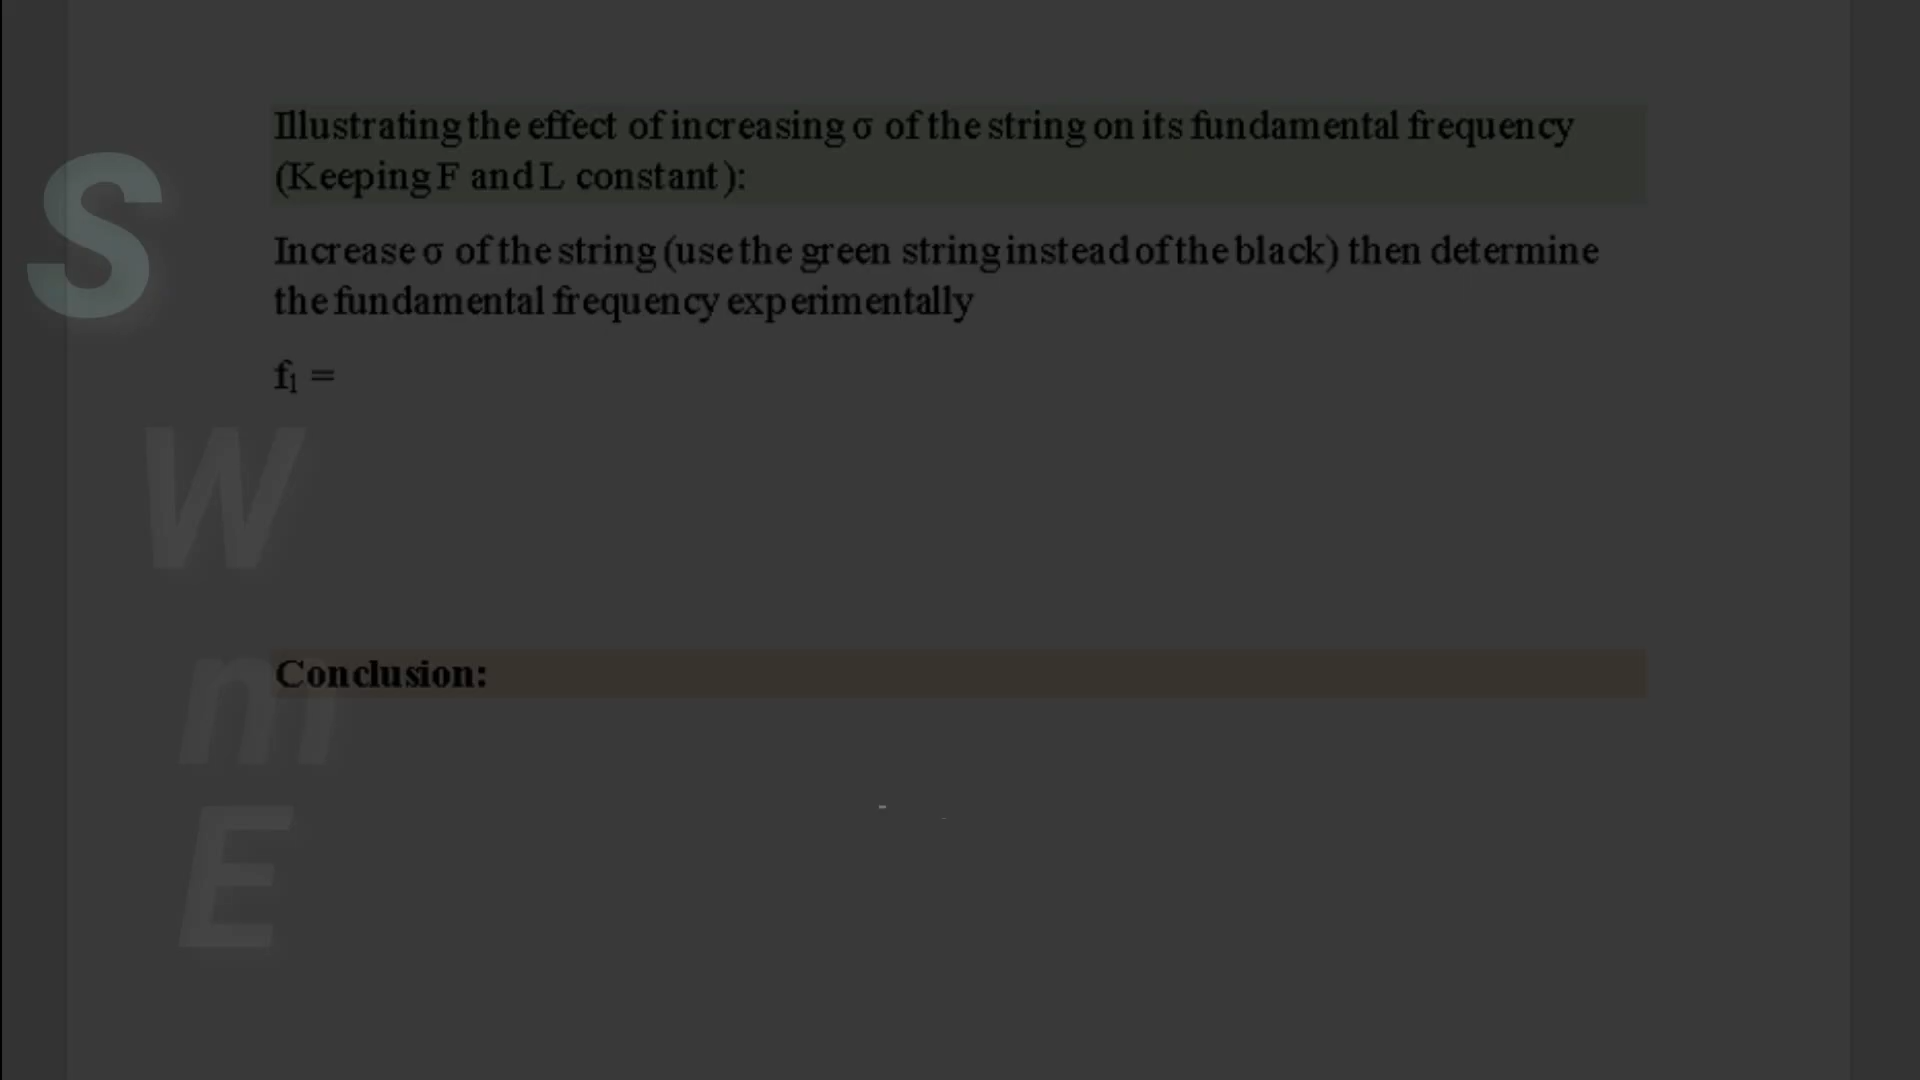 Illustrating the effect of increasing σ of the string on its fundamental frequency
(Keeping F and L constant):
S
Increase σ of the string (use the green string instead of the black) then determine
the fundamental frequency experimentally
f₁ =
W
Conclusion:
m
E